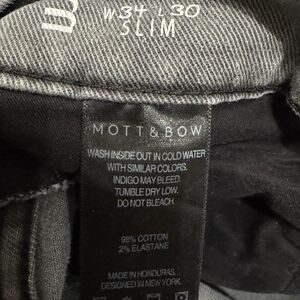 W34 L30
SLIM
MOTT & BOW
WASH INSIDE OUT IN COLD WATER
WITH SIMILAR COLORS.
INDIGO MAY BLEED.
TUMBLE DRY LOW.
DO NOT BLEACH.
98% COTTON
2% ELASTANE
MADE IN HONDURAS.
DESIGNED IN NEW YORK.